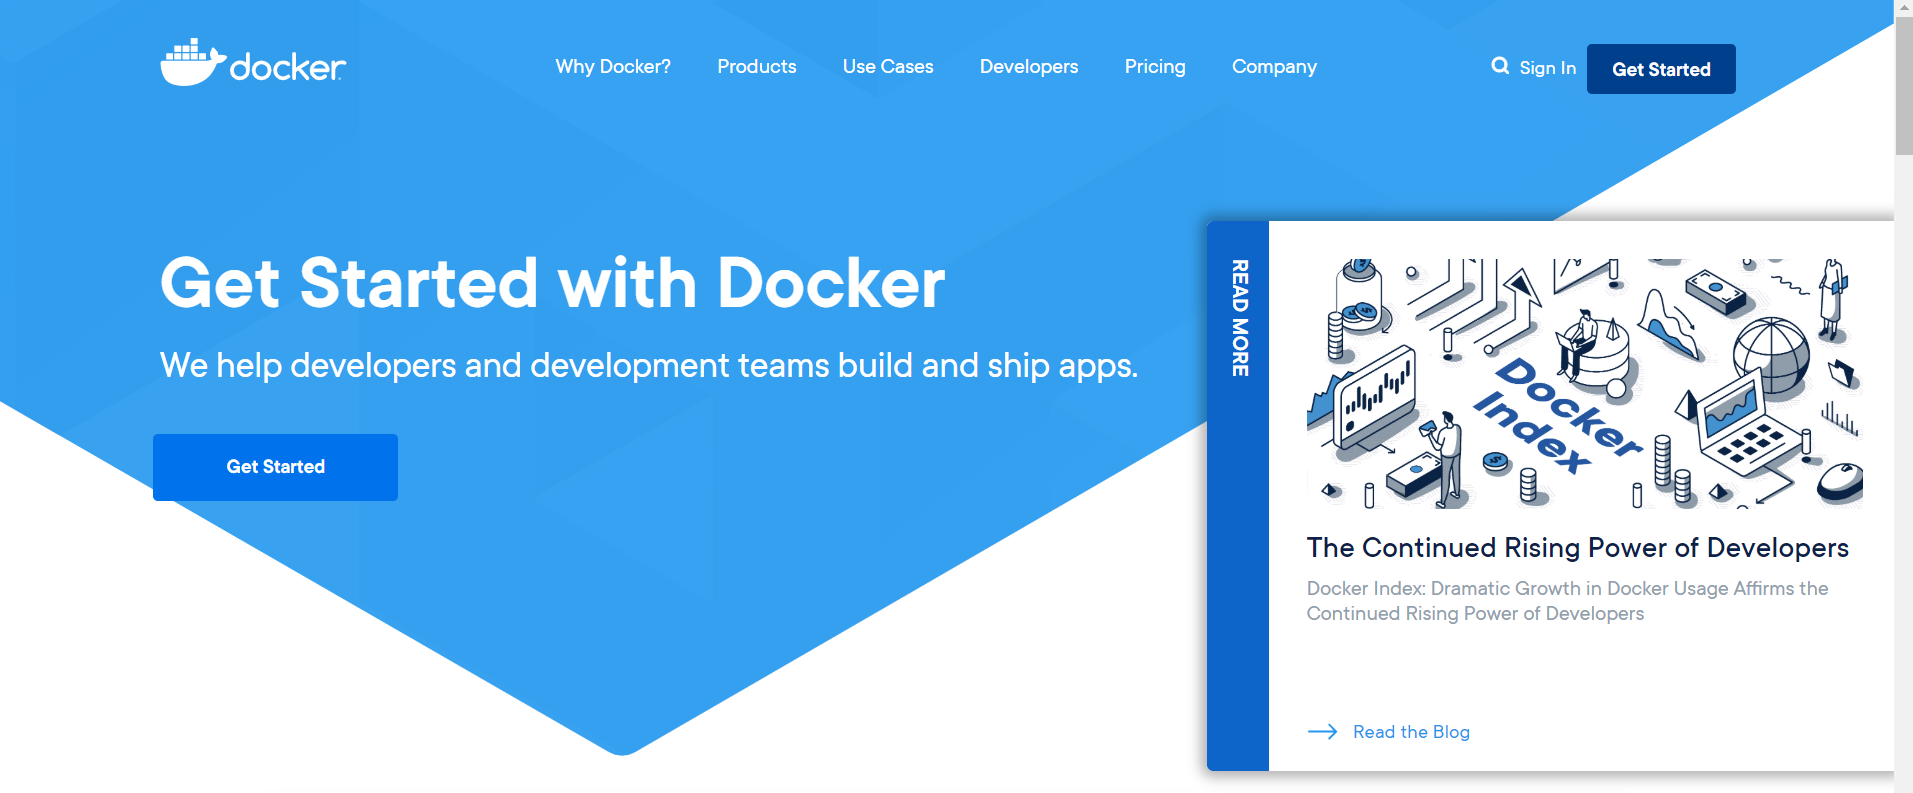 docker
Why Docker?
Products
Use Cases
Developers
Pricing
Company
Sign In
Get Started
Get Started with Docker
We help developers and development teams build and ship apps.
Get Started
READ MORE
Docker
Index
The Continued Rising Power of Developers
Docker Index: Dramatic Growth in Docker Usage Affirms the
Continued Rising Power of Developers
Read the Blog